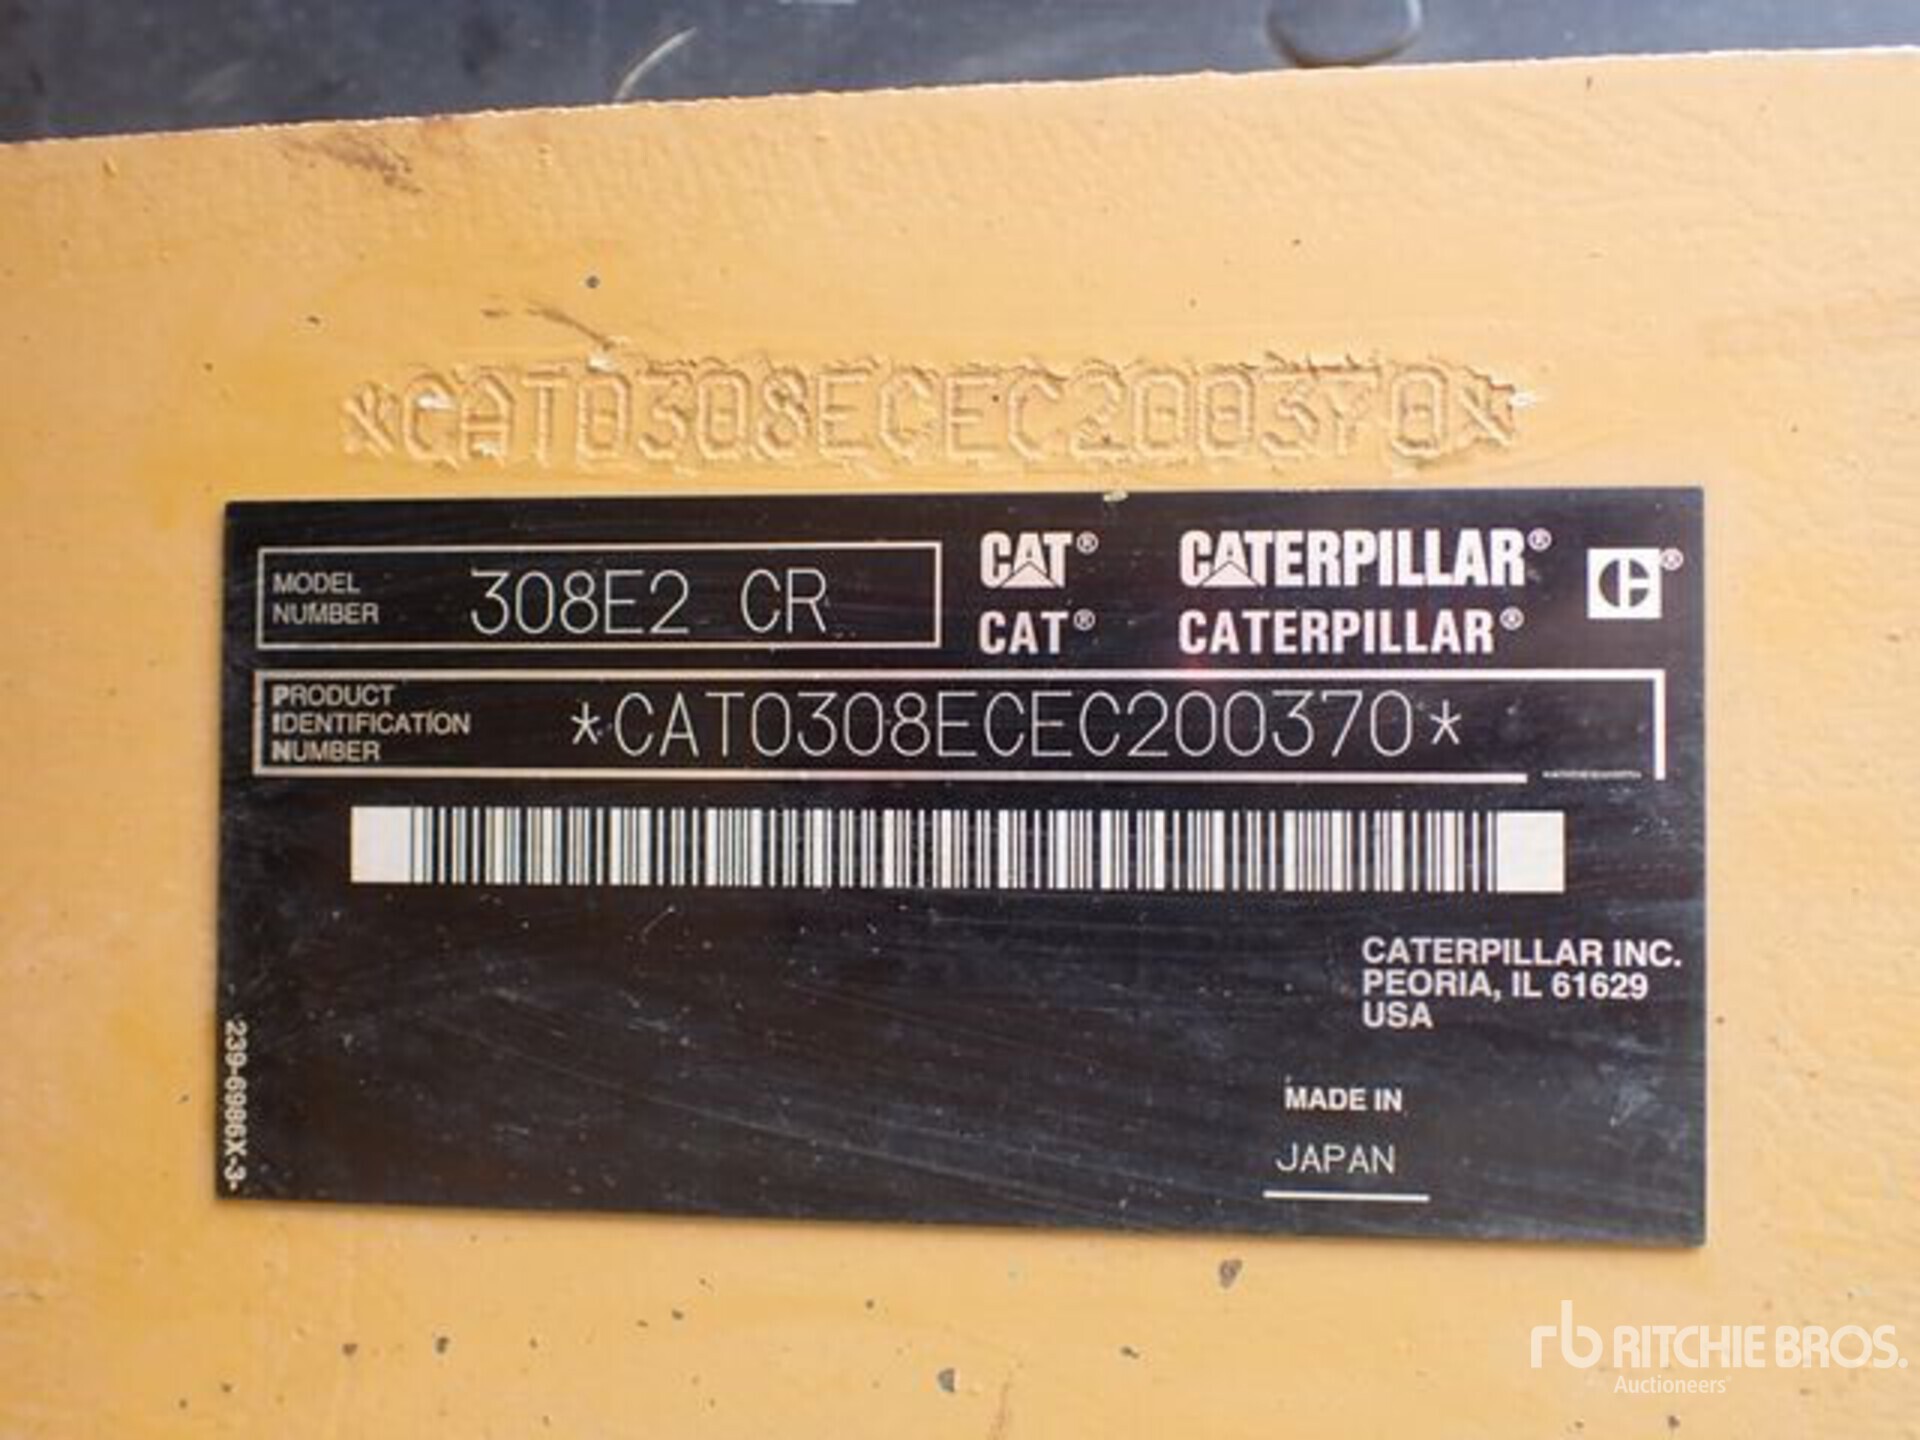 *CAT0308ECEC200370*
MODEL
NUMBER
308E2 CR
CAT® CATERPILLAR® ®
CAT® CATERPILLAR®
PRODUCT
IDENTIFICATION
NUMBER
*CAT0308ECEC200370*
CATERPILLAR INC.
PEORIA, IL 61629
USA
MADE IN
JAPAN
239-6986X-3
rb RITCHIE BROS.
Auctioneers